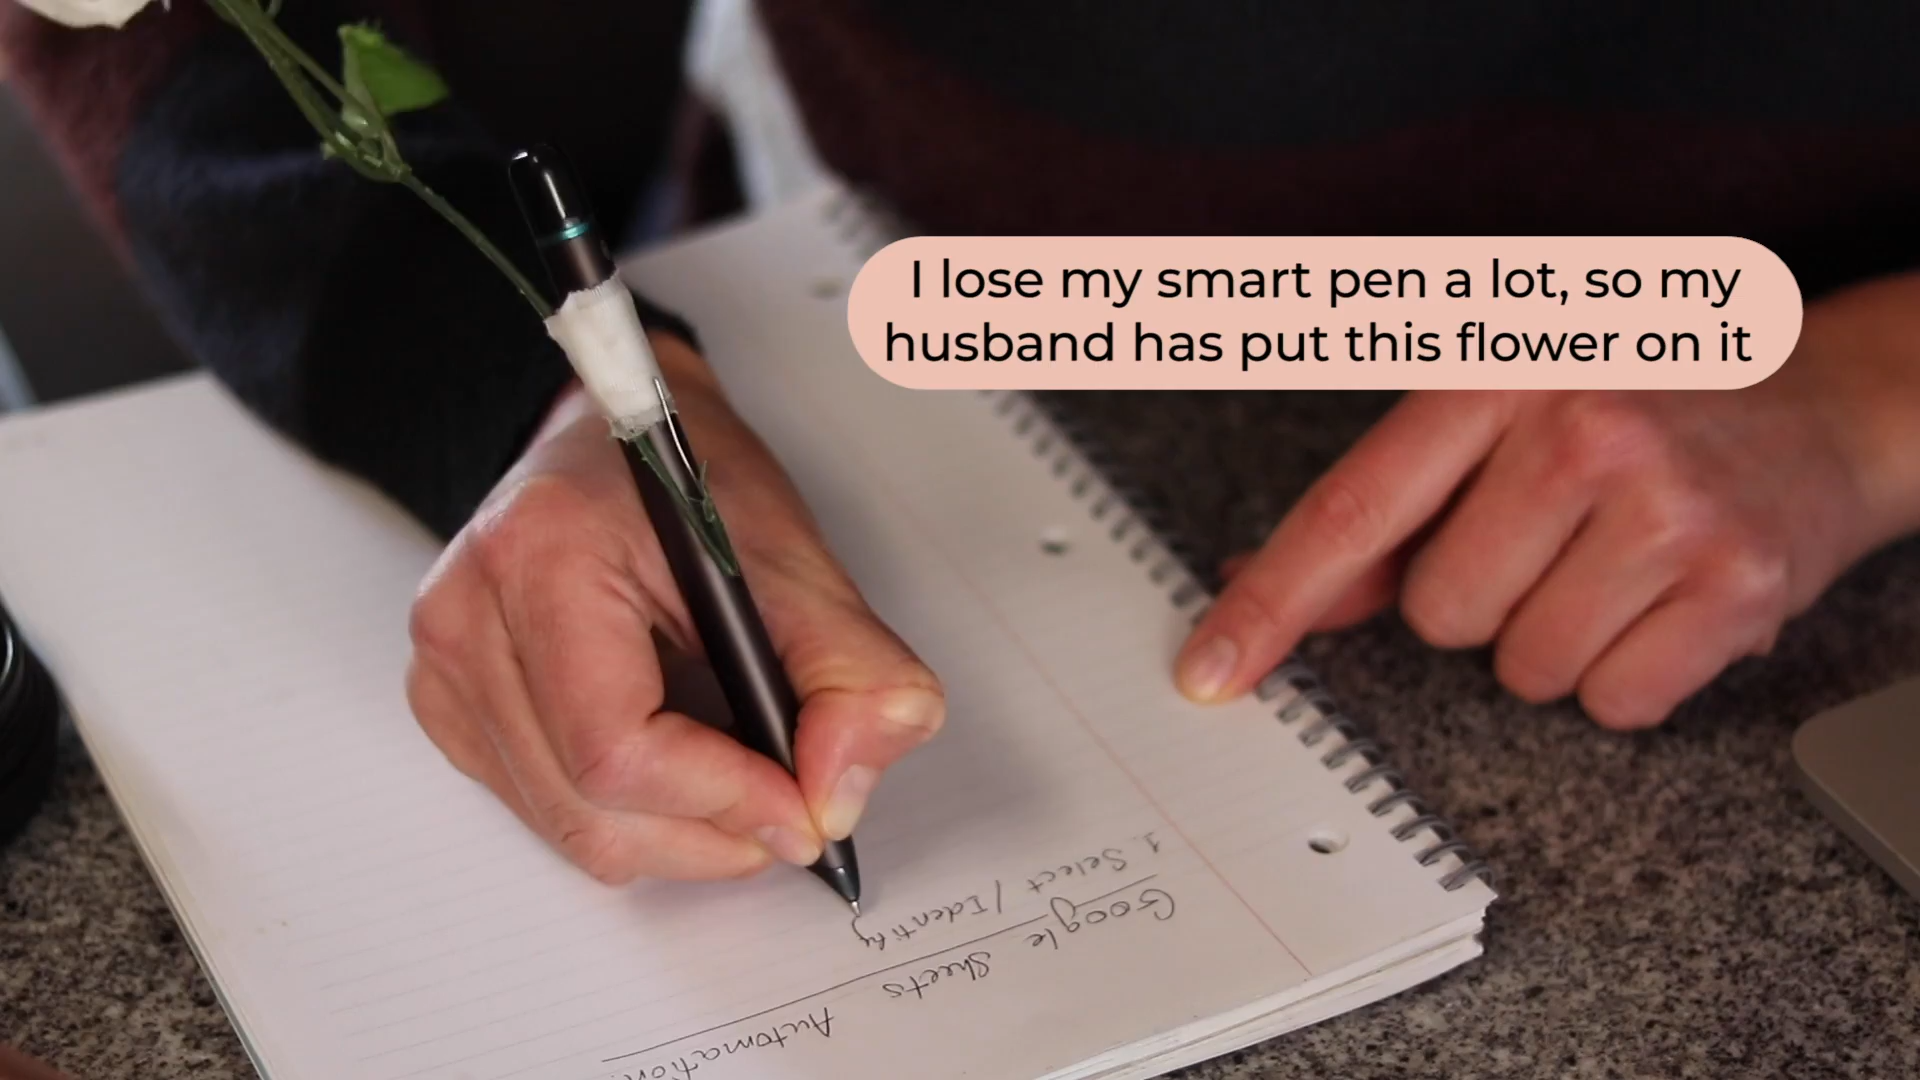 I lose my smart pen a lot, so my
husband has put this flower on it
Google Sheets Automation
1. Select / Identify